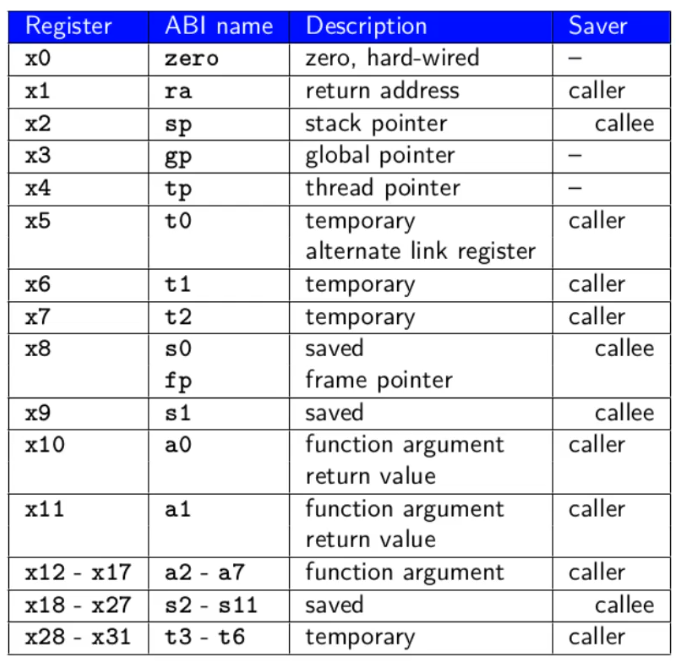 Register ABI name Description Saver
x0 zero zero, hard-wired –
x1 ra return address caller
x2 sp stack pointer callee
x3 gp global pointer –
x4 tp thread pointer –
x5 t0 temporary caller
alternate link register
x6 t1 temporary caller
x7 t2 temporary caller
x8 s0 saved callee
fp frame pointer
x9 s1 saved callee
x10 a0 function argument caller
return value
x11 a1 function argument caller
return value
x12 - x17 a2 - a7 function argument caller
x18 - x27 s2 - s11 saved callee
x28 - x31 t3 - t6 temporary caller